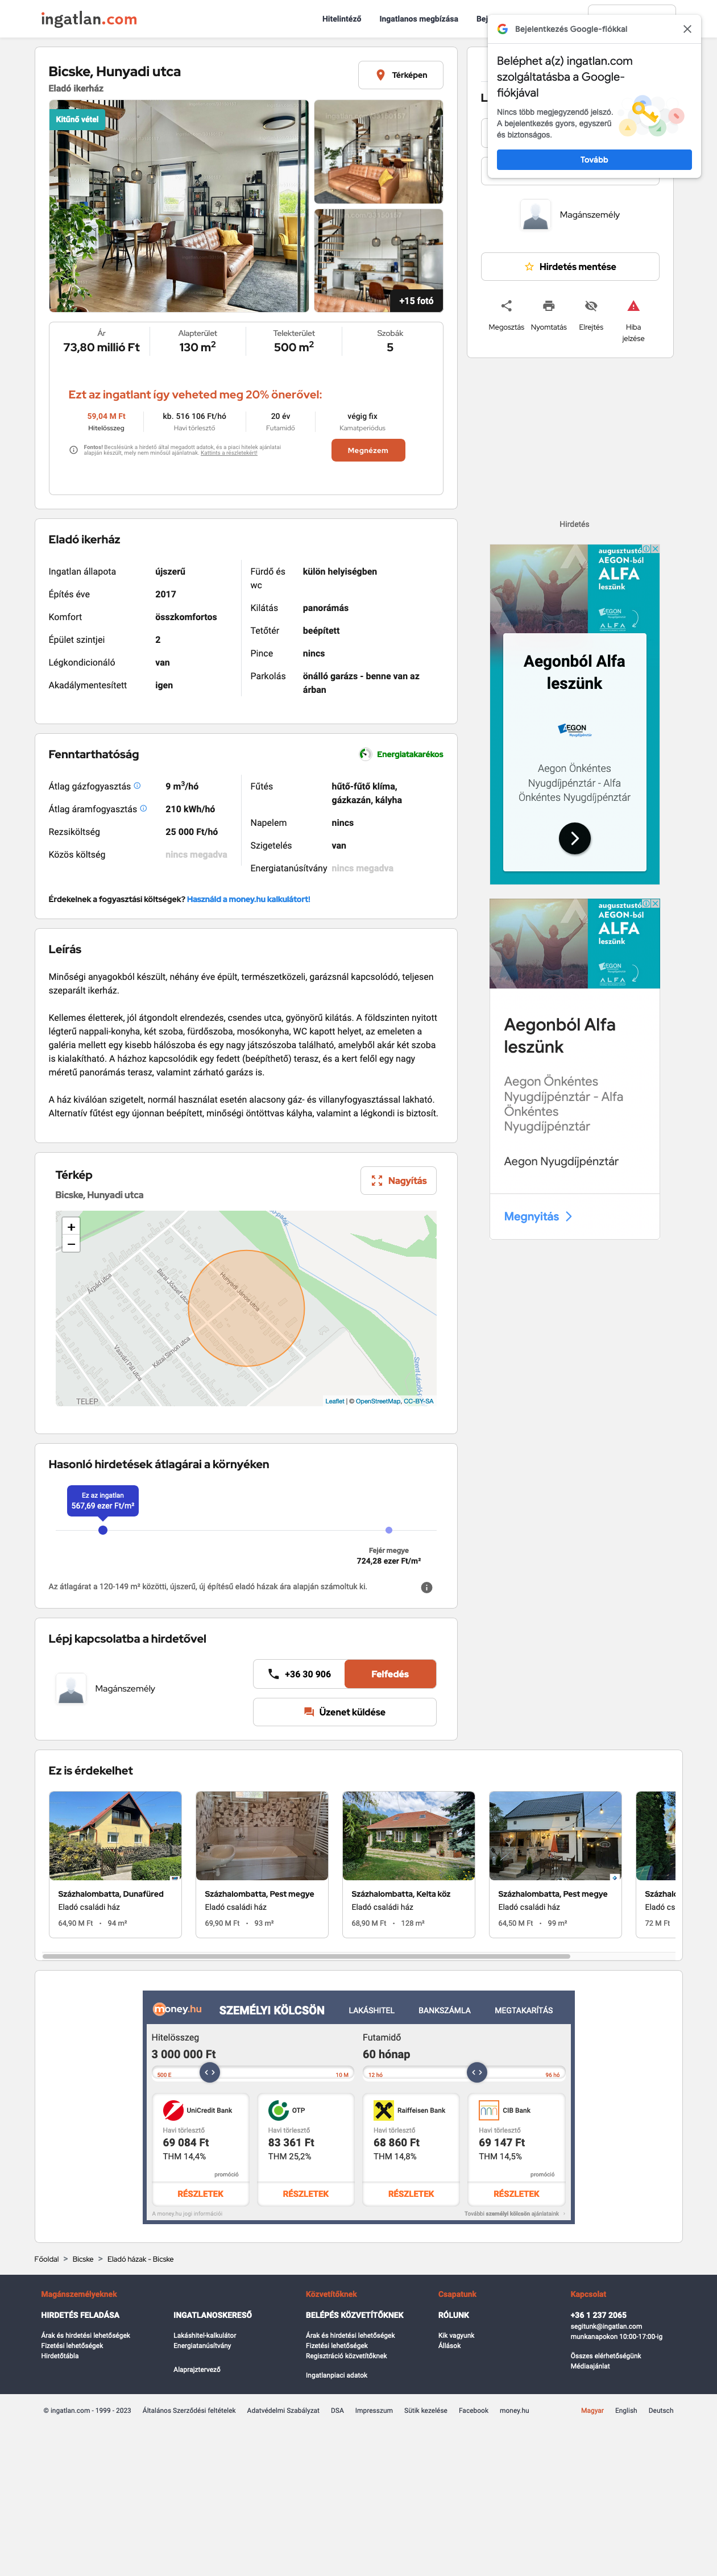 ingatlan.com
Hitelintéző
Ingatlanos megbízása
Bejelentkezés Google-fiókkal
Beléphet a(z) ingatlan.com
szolgáltatásba a Google-
fiókjával
Nincs több megjegyzendő jelszó.
A bejelentkezés gyors, egyszerű
és biztonságos.
Tovább
Bicske, Hunyadi utca
Eladó ikerház
Térképen
Kitűnő vétel
+15 fotó
Magánszemély
Hirdetés mentése
Megosztás
Nyomtatás
Elrejtés
Hiba
jelzése
Ár
73,80 millió Ft
Alapterület
130 m²
Telekterület
500 m²
Szobák
5
Ezt az ingatlant így veheted meg 20% önerővel:
59,04 M Ft
Hitelösszeg
kb. 516 106 Ft/hó
Havi törlesztő
20 év
Futamidő
végig fix
Kamatperiódus
Fontos! Becslésünk a hirdető által megadott adatok, és a piaci hitelek ajánlatai
alapján készült, mely nem minősül ajánlatnak. Kattints a részletekért!
Megnézem
Hirdetés
Eladó ikerház
Ingatlan állapota újszerű
Építés éve 2017
Komfort összkomfortos
Épület szintjei 2
Légkondicionáló van
Akadálymentesített igen
Fürdő és
wc
külön helyiségben
Kilátás panorámás
Tetőtér beépített
Pince nincs
Parkolás önálló garázs - benne van az
árban
augusztustól
AEGON-ból
ALFA
leszünk
AEGON
ALFA
Aegonból Alfa
leszünk
AEGON
Nyugdíjpénztár
Aegon Önkéntes
Nyugdíjpénztár - Alfa
Önkéntes Nyugdíjpénztár
Fenntarthatóság
Energiatakarékos
Átlag gázfogyasztás 9 m³/hó
Átlag áramfogyasztás 210 kWh/hó
Rezsiköltség 25 000 Ft/hó
Közös költség nincs megadva
Fűtés hűtő-fűtő klíma,
gázkazán, kályha
Napelem nincs
Szigetelés van
Energiatanúsítvány nincs megadva
Érdekelnek a fogyasztási költségek? Használd a money.hu kalkulátort!
augusztustól
AEGON-ból
ALFA
leszünk
AEGON
ALFA
Aegonból Alfa
leszünk
Aegon Önkéntes
Nyugdíjpénztár - Alfa
Önkéntes
Nyugdíjpénztár
Aegon Nyugdíjpénztár
Megnyitás
Leírás
Minőségi anyagokból készült, néhány éve épült, természetközeli, garázsnál kapcsolódó, teljesen
szeparált ikerház.
Kellemes élettérek, jól átgondolt elrendezés, csendes utca, gyönyörű kilátás. A földszinten nyitott
légterű nappali-konyha, két szoba, fürdőszoba, mosókonyha, WC kapott helyet, az emeleten a
galéria mellett egy kisebb hálószoba és egy nagy játszószoba található, amelyből akár két szoba
is kialakítható. A házhoz kapcsolódik egy fedett (beépíthető) terasz, és a kert felől egy nagy
méretű panorámás terasz, valamint zárható garázs is.
A ház kiválóan szigetelt, normál használat esetén alacsony gáz- és villanyfogyasztással lakható.
Alternatív fűtést egy újonnan beépített, minőségi öntöttvas kályha, valamint a légkondi is biztosít.
Térkép
Bicske, Hunyadi utca
Nagyítás
+
−
Árpád utca
Barai József utca
Hunyadi János utca
Vasvári Pál utca
Kázai Simon utca
Szent László
TELEP
Leaflet | © OpenStreetMap, CC-BY-SA
Hasonló hirdetések átlagárai a környéken
Ez az ingatlan
567,69 ezer Ft/m²
Fejér megye
724,28 ezer Ft/m²
Az átlagárat a 120-149 m² közötti, újszerű, új építésű eladó házak ára alapján számoltuk ki.
Lépj kapcsolatba a hirdetővel
Magánszemély
+36 30 906
Felfedés
Üzenet küldése
Ez is érdekelhet
Százhalombatta, Dunafüred
Eladó családi ház
64,90 M Ft • 94 m²
Százhalombatta, Pest megye
Eladó családi ház
69,90 M Ft • 93 m²
Százhalombatta, Kelta köz
Eladó családi ház
68,90 M Ft • 128 m²
Százhalombatta, Pest megye
Eladó családi ház
64,50 M Ft • 99 m²
72 M Ft
money.hu
SZEMÉLYI KÖLCSÖN
LAKÁSHITEL
BANKSZÁMLA
MEGTAKARÍTÁS
Hitelösszeg
3 000 000 Ft
500 E
10 M
Futamidő
60 hónap
12 hó
96 hó
UniCredit Bank
Havi törlesztő
69 084 Ft
THM 14,4%
promóció
RÉSZLETEK
OTP
Havi törlesztő
83 361 Ft
THM 25,2%
RÉSZLETEK
Raiffeisen Bank
Havi törlesztő
68 860 Ft
THM 14,8%
RÉSZLETEK
CIB Bank
Havi törlesztő
69 147 Ft
THM 14,5%
promóció
RÉSZLETEK
A money.hu jogi információi
További személyi kölcsön ajánlataink
Főoldal > Bicske > Eladó házak - Bicske
Magánszemélyeknek
HIRDETÉS FELADÁSA
Árak és hirdetési lehetőségek
Fizetési lehetőségek
Hirdetőtábla
INGATLANOSKERESŐ
Lakáshitel-kalkulátor
Energiatanúsítvány
Alaprajztervező
Közvetítőknek
BELÉPÉS KÖZVETÍTŐKNEK
Árak és hirdetési lehetőségek
Fizetési lehetőségek
Regisztráció közvetítőknek
Ingatlanpiaci adatok
Csapatunk
RÓLUNK
Kik vagyunk
Állások
Kapcsolat
+36 1 237 2065
segitunk@ingatlan.com
munkanapokon 10:00-17:00-ig
Összes elérhetőségünk
Médiaajánlat
© ingatlan.com - 1999 - 2023
Általános Szerződési feltételek
Adatvédelmi Szabályzat
DSA
Impresszum
Sütik kezelése
Facebook
money.hu
Magyar
English
Deutsch